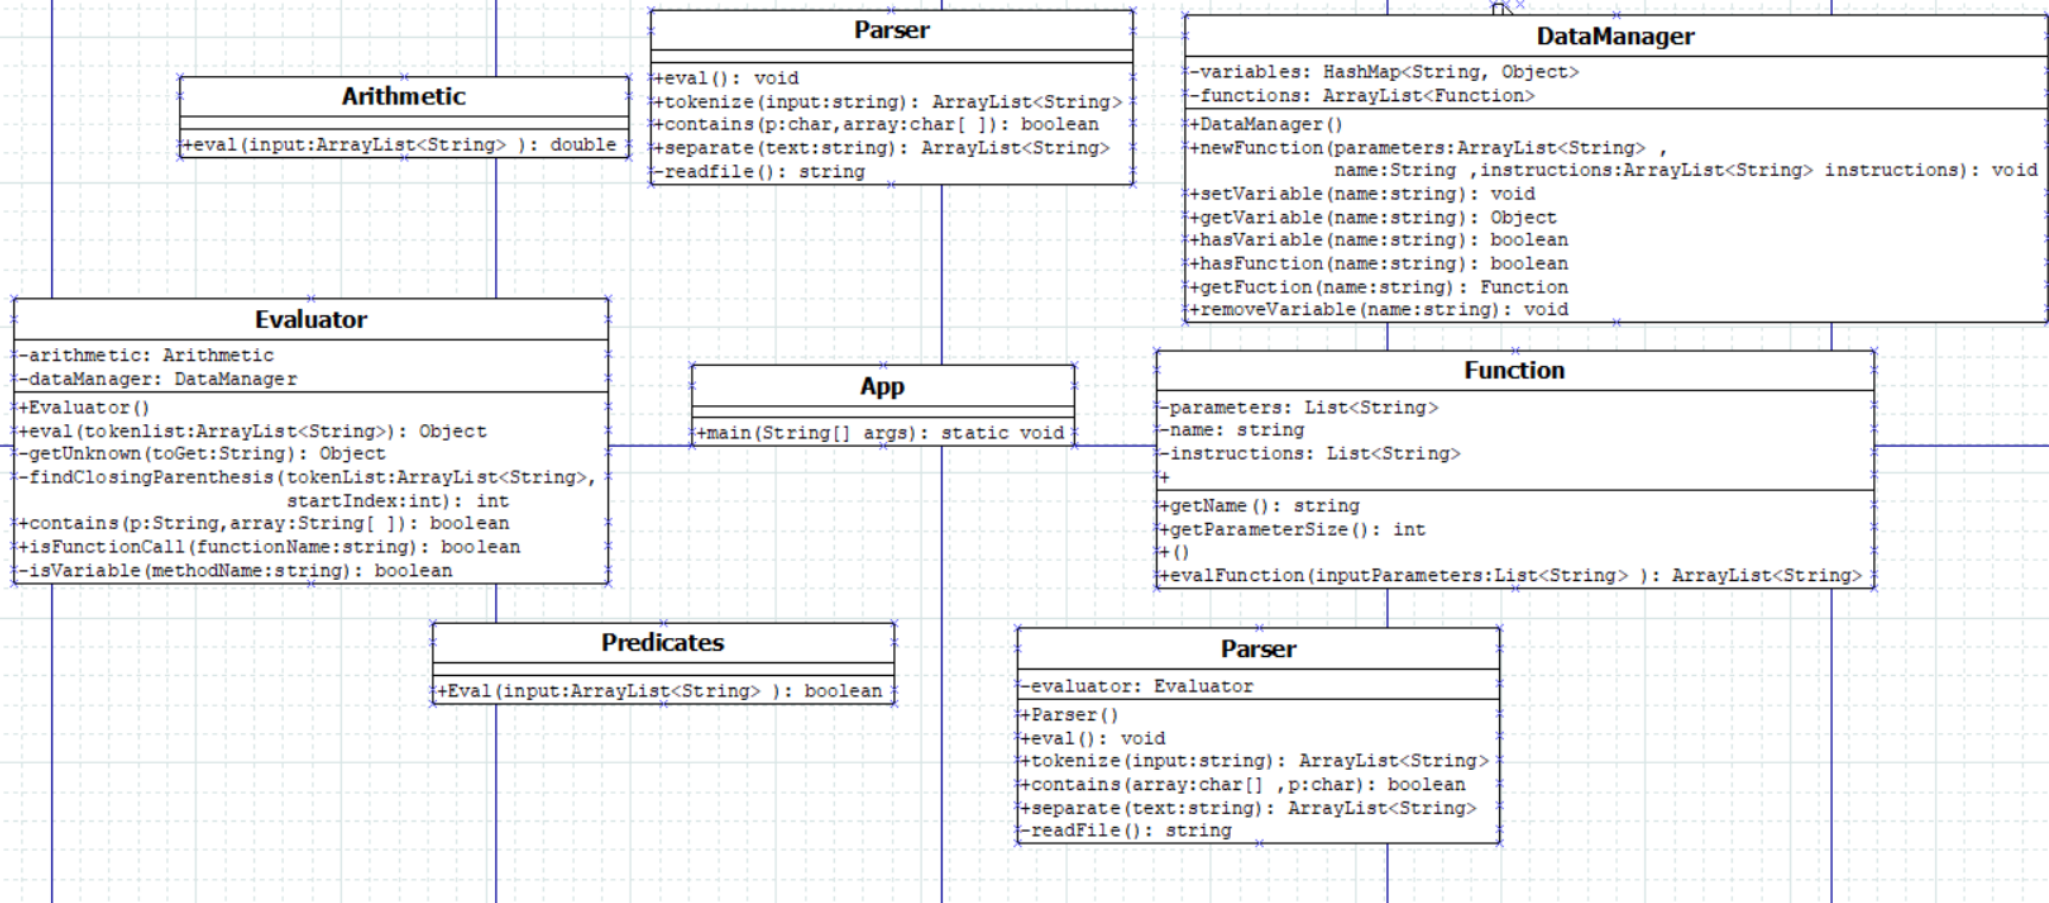 Arithmetic
+eval(input:ArrayList<String> ): double
Parser
+eval(): void
+tokenize(input:string): ArrayList<String>
+contains(p:char,array:char[ ]): boolean
+separate(text:string): ArrayList<String>
-readfile(): string
DataManager
-variables: HashMap<String, Object>
-functions: ArrayList<Function>
+DataManager()
+newFunction(parameters:ArrayList<String> ,
name:String ,instructions:ArrayList<String> instructions): void
+setVariable(name:string): void
+getVariable(name:string): Object
+hasVariable(name:string): boolean
+hasFunction(name:string): boolean
+getFuction(name:string): Function
+removeVariable(name:string): void
Evaluator
-arithmetic: Arithmetic
-dataManager: DataManager
+Evaluator()
+eval(tokenlist:ArrayList<String>): Object
-getUnknown(toGet:String): Object
-findClosingParenthesis(tokenList:ArrayList<String>,
startIndex:int): int
+contains(p:String,array:String[ ]): boolean
+isFunctionCall(functionName:string): boolean
-isVariable(methodName:string): boolean
App
+main(String[] args): static void
Function
-parameters: List<String>
-name: string
-instructions: List<String>
+
+getName(): string
+getParameterSize(): int
+()
+evalFunction(inputParameters:List<String> ): ArrayList<String>
Predicates
+Eval(input:ArrayList<String> ): boolean
Parser
-evaluator: Evaluator
+Parser()
+eval(): void
+tokenize(input:string): ArrayList<String>
+contains(array:char[] ,p:char): boolean
+separate(text:string): ArrayList<String>
-readFile(): string